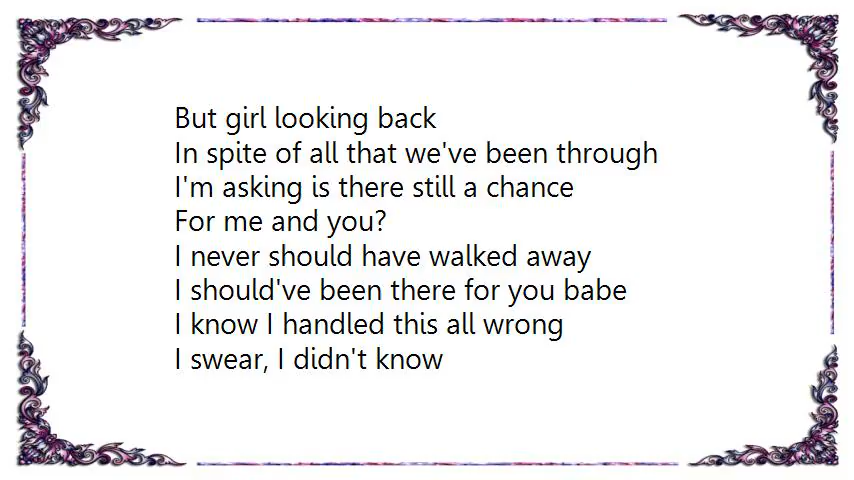 But girl looking back
In spite of all that we've been through
I'm asking is there still a chance
For me and you?
I never should have walked away
I should've been there for you babe
I know I handled this all wrong
I swear, I didn't know